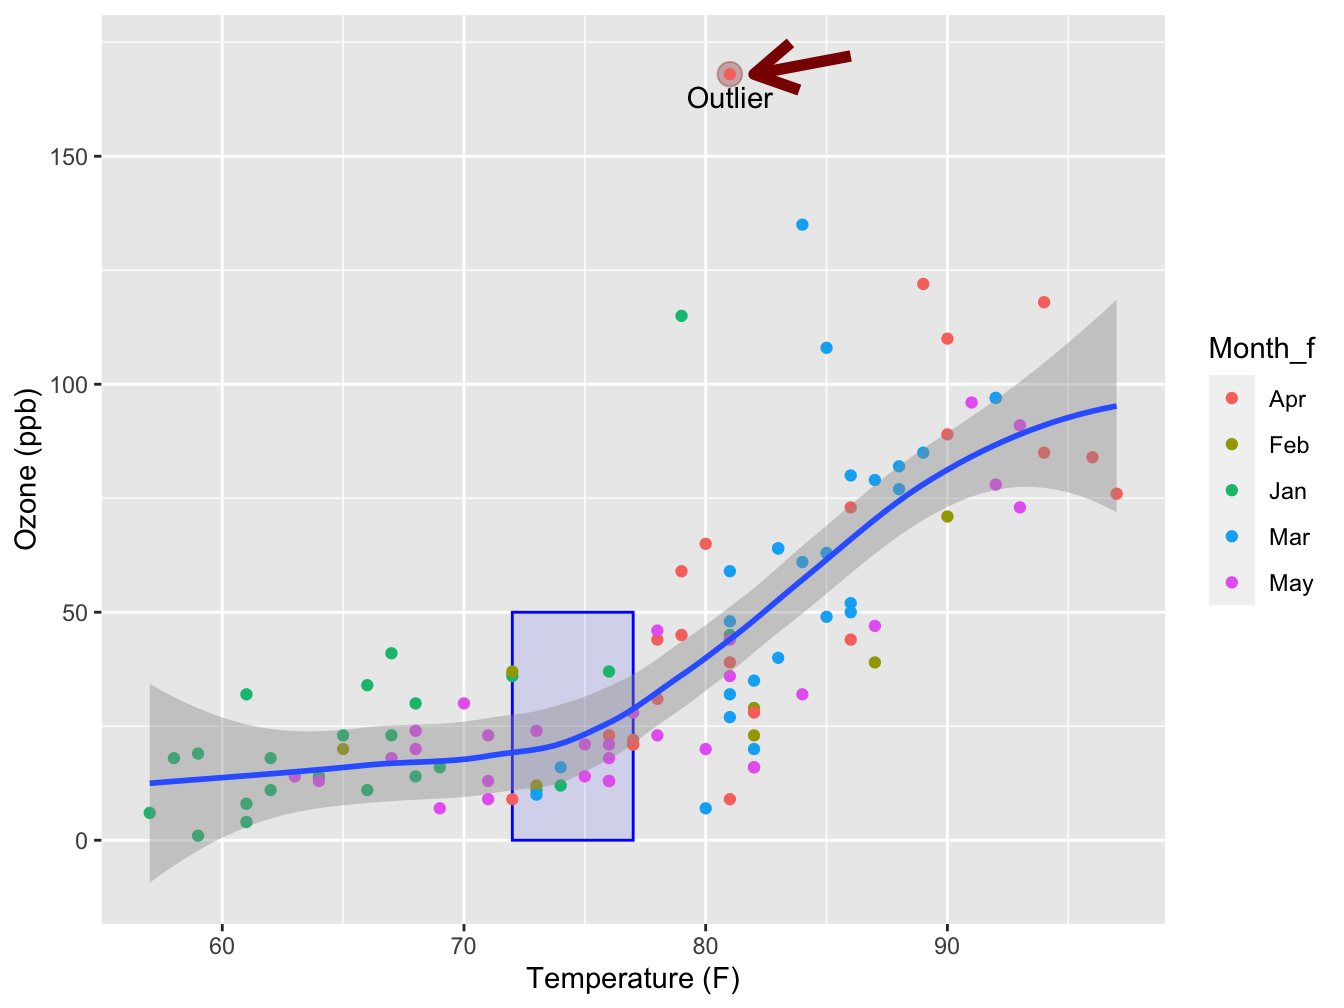 Outlier
150
100
50
0
Ozone (ppb)
60 70 80 90
Temperature (F)
Month_f
Apr
Feb
Jan
Mar
May